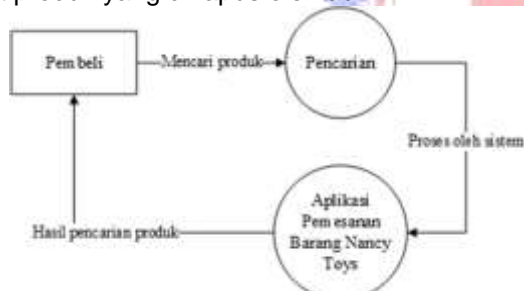 Pembeli
Mencari produk
Pencarian
Proses oleh sistem
Aplikasi
Pemesanan
Barang Nancy
Toys
Hasil pencarian produk